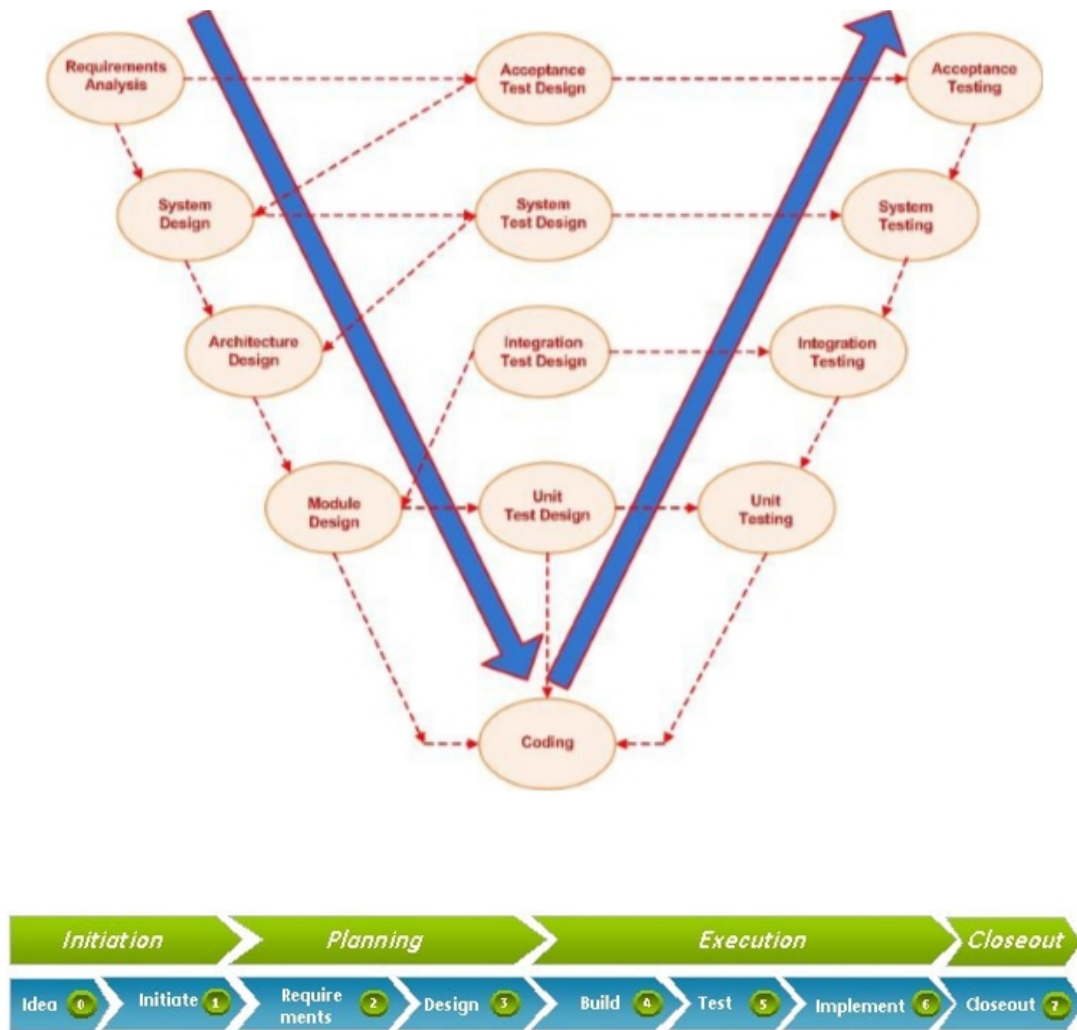 Requirements
Analysis
Acceptance
Test Design
Acceptance
Testing
System
Design
System
Test Design
System
Testing
Architecture
Design
Integration
Test Design
Integration
Testing
Module
Design
Unit
Test Design
Unit
Testing
Coding
Initiation
Planning
Execution
Closeout
Idea 0
Initiate 1
Require
ments 2
Design 3
Build 4
Test 5
Implement 6
Closeout 7